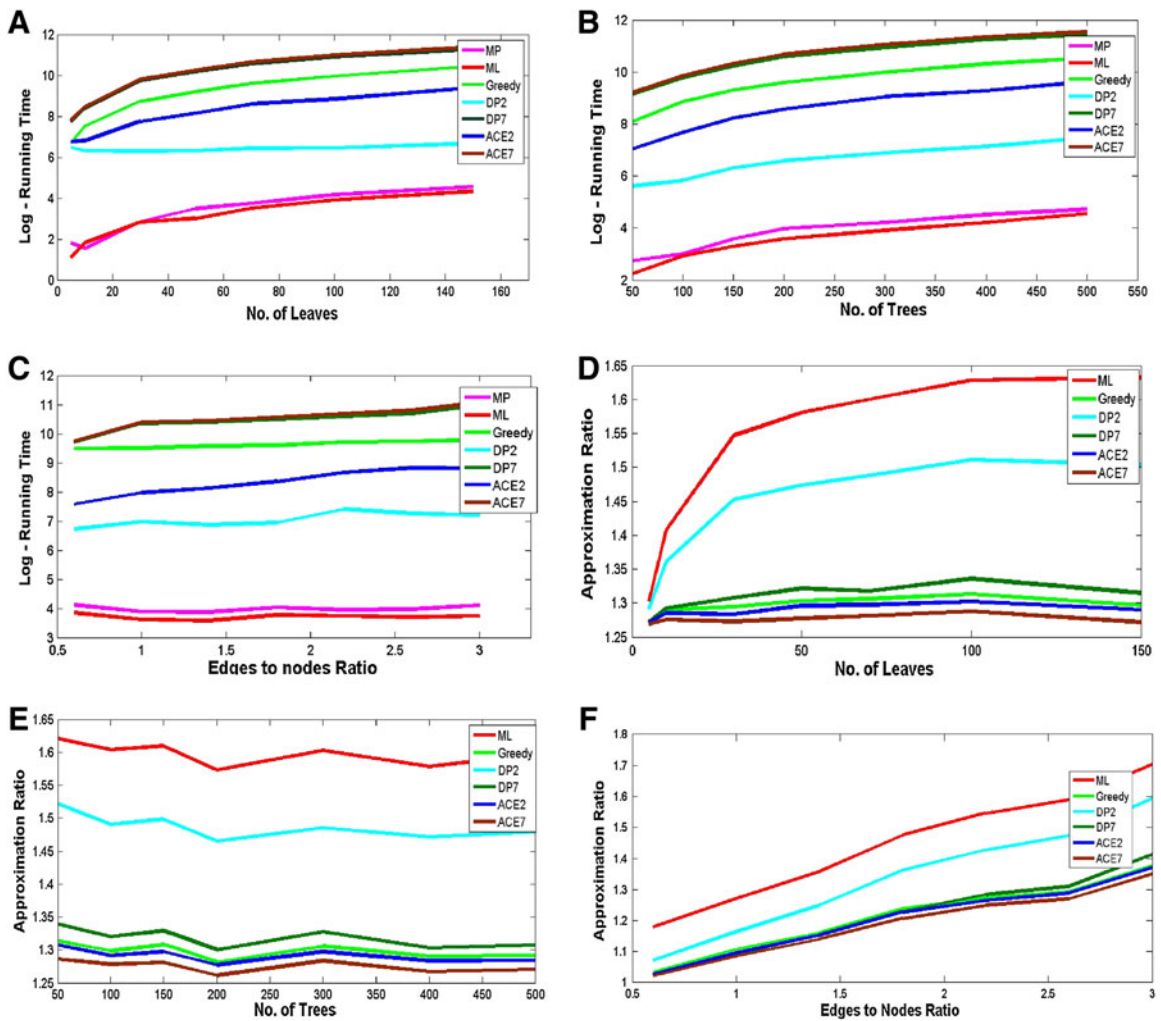 A
12
10
8
6
4
2
0
Log - Running Time
0 20 40 60 80 100 120 140 160
No. of Leaves
MP
ML
Greedy
DP2
DP7
ACE2
ACE7
B
12
10
8
6
4
2
Log - Running Time
50 100 150 200 250 300 350 400 450 500 550
No. of Trees
MP
ML
Greedy
DP2
DP7
ACE2
ACE7
C
12
11
10
9
8
7
6
5
4
3
Log - Running Time
0.5 1 1.5 2 2.5 3
Edges to nodes Ratio
MP
ML
Greedy
DP2
DP7
ACE2
ACE7
D
1.65
1.6
1.55
1.5
1.45
1.4
1.35
1.3
1.25
Approximation Ratio
0 50 100 150
No. of Leaves
ML
Greedy
DP2
DP7
ACE2
ACE7
E
1.65
1.6
1.55
1.5
1.45
1.4
1.35
1.3
1.25
Approximation Ratio
50 100 150 200 250 300 350 400 450 500
No. of Trees
ML
Greedy
DP2
DP7
ACE2
ACE7
F
1.8
1.7
1.6
1.5
1.4
1.3
1.2
1.1
1
Approximation Ratio
0.5 1 1.5 2 2.5 3
Edges to Nodes Ratio
ML
Greedy
DP2
DP7
ACE2
ACE7